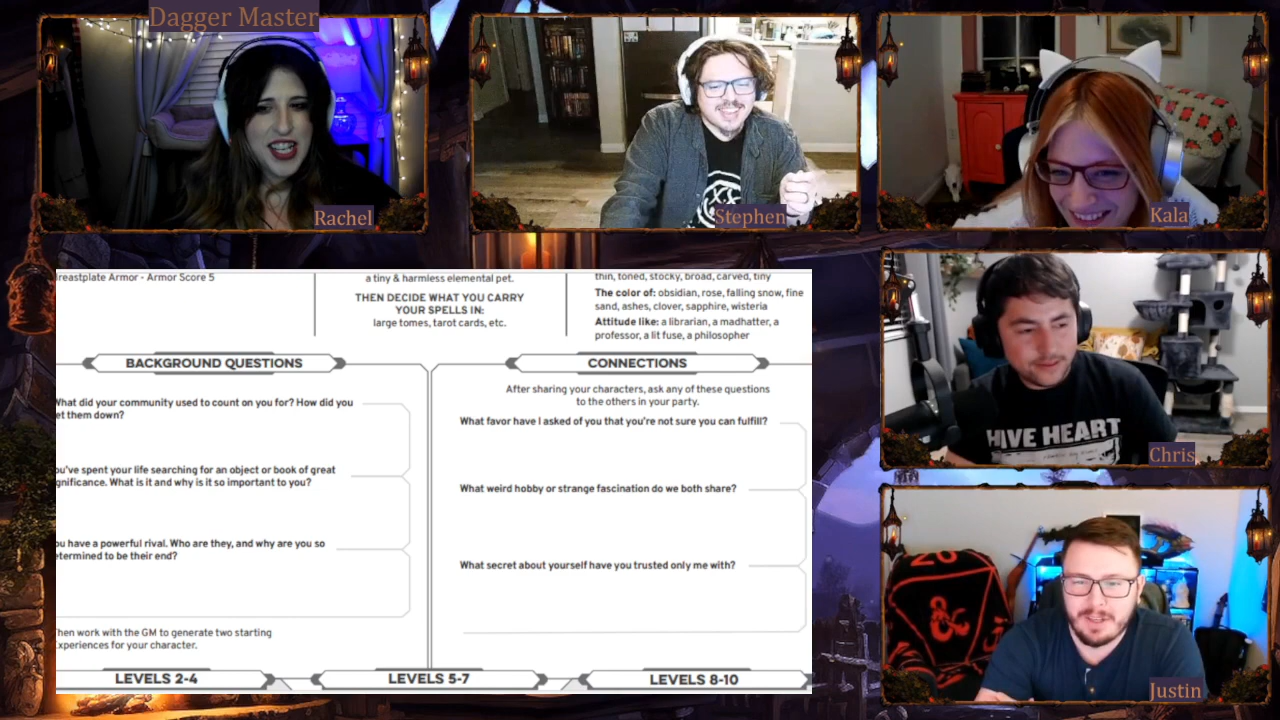 Dagger Master
Rachel
Stephen
Kala
Breastplate Armor - Armor Score 5
a tiny & harmless elemental pet.
THEN DECIDE WHAT YOU CARRY
YOUR SPELLS IN:
large tomes, tarot cards, etc.
thin, toned, stocky, broad, carved, tiny
The color of: obsidian, rose, falling snow, fine
sand, ashes, clover, sapphire, wisteria
Attitude like: a librarian, a madhatter, a
professor, a lit fuse, a philosopher
BACKGROUND QUESTIONS
What did your community used to count on you for? How did you
et them down?
ou've spent your life searching for an object or book of great
gnificance. What is it and why is it so important to you?
ou have a powerful rival. Who are they, and why are you so
etermined to be their end?
hen work with the GM to generate two starting
xperiences for your character.
CONNECTIONS
After sharing your characters, ask any of these questions
to the others in your party.
What favor have I asked of you that you're not sure you can fulfill?
What weird hobby or strange fascination do we both share?
What secret about yourself have you trusted only me with?
LEVELS 2-4
LEVELS 5-7
LEVELS 8-10
HIVE HEART
Chris
20
Justin